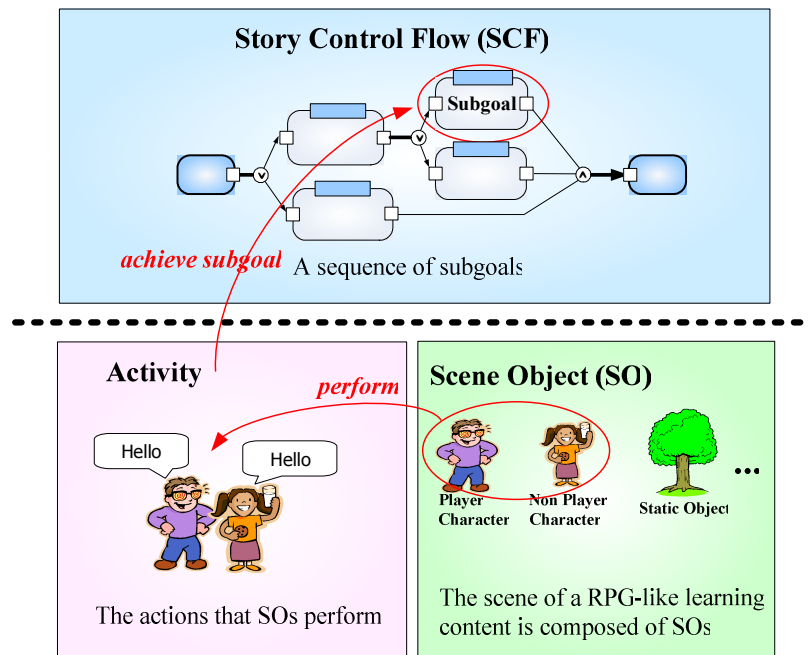 Story Control Flow (SCF)
Subgoal
achieve subgoal
A sequence of subgoals
Activity
perform
Scene Object (SO)
Hello
Hello
Player
Character
Non Player
Character
Static Object
...
The actions that SOs perform
The scene of a RPG-like learning
content is composed of SOs